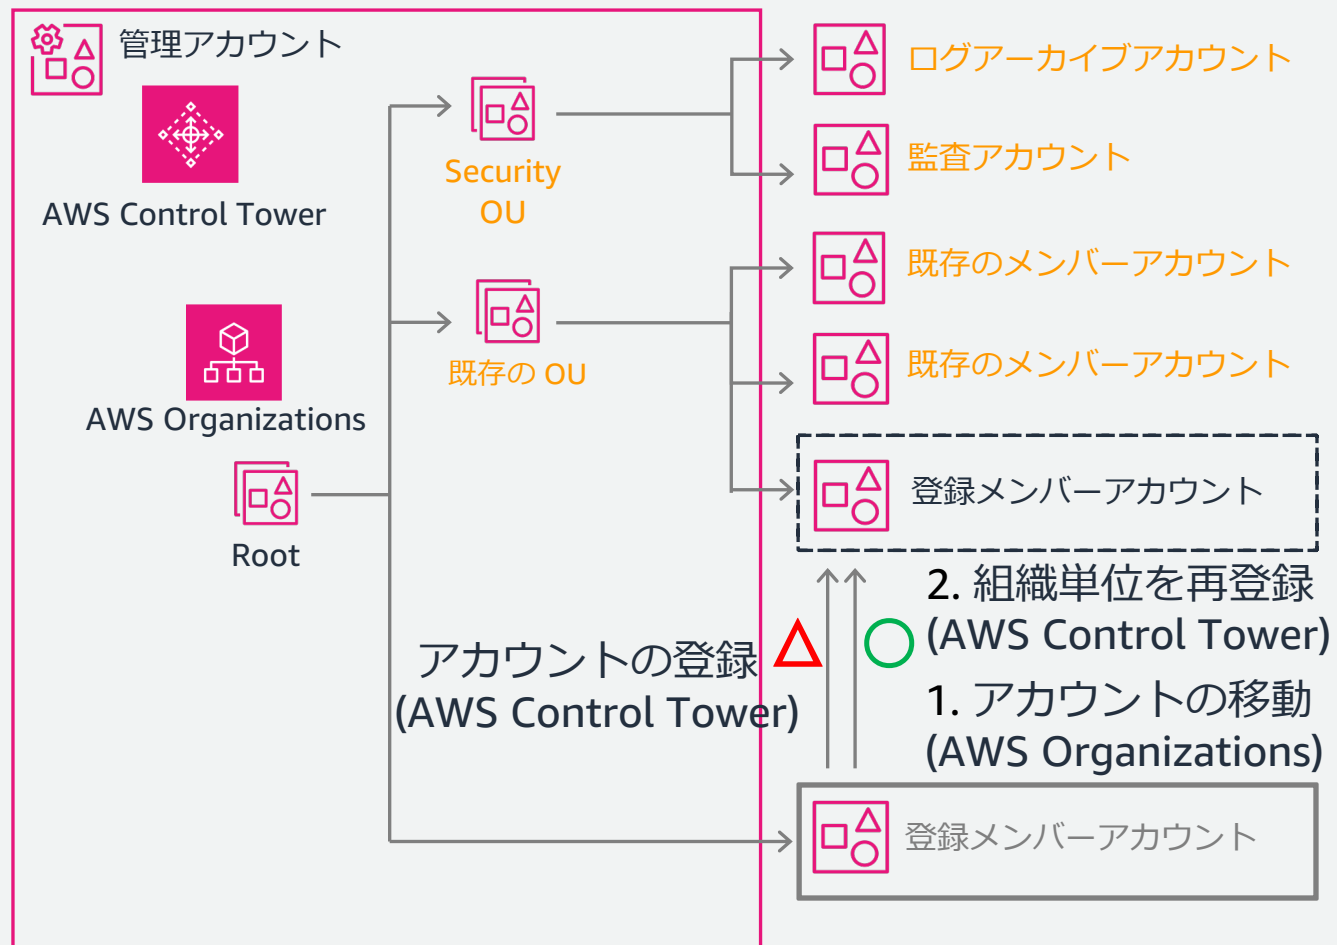 管理アカウント
AWS Control Tower
AWS Organizations
Root
Security
OU
既存の OU
ログアーカイブアカウント
監査アカウント
既存のメンバーアカウント
既存のメンバーアカウント
登録メンバーアカウント
アカウントの登録
(AWS Control Tower)
2. 組織単位を再登録
(AWS Control Tower)
1. アカウントの移動
(AWS Organizations)
登録メンバーアカウント